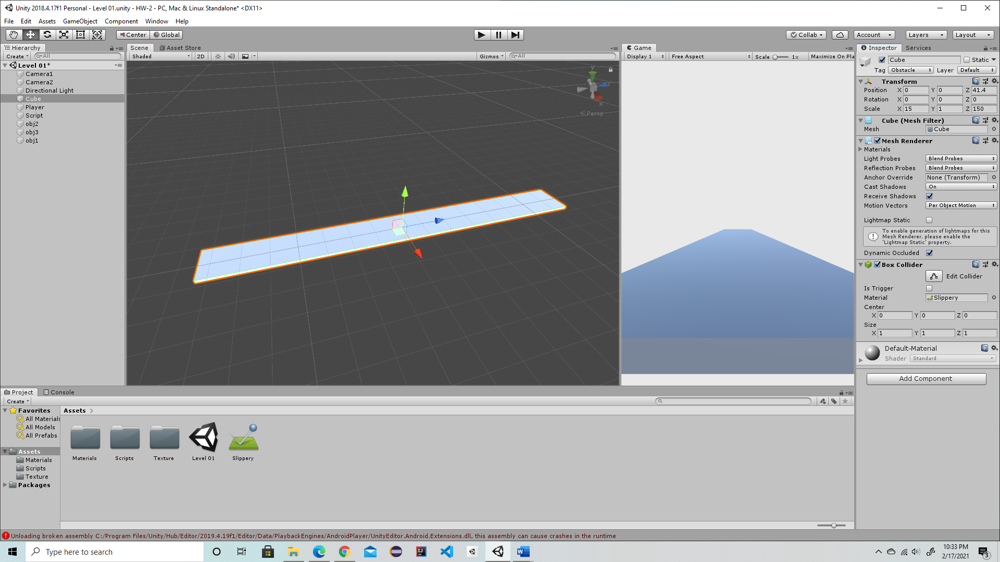 Unity 2018.4.17f1 Personal - Level 01.unity - HW-2 - PC, Mac & Linux Standalone* <DX11>
File Edit Assets GameObject Component Window Help
Center Global Collab Account Layers Layout
Hierarchy
Create All
Level 01*
Camera1
Camera2
Directional Light
Cube
Player
Script
obj2
obj3
obj1
Scene Asset Store
Shaded 2D Gizmos All
y
z
x
Persp
Game
Display 1 Free Aspect Scale 1x Maximize On Pla
Inspector Services
Cube Static
Tag Obstacle Layer Default
Transform
Position X 0 Y 0 Z 41.4
Rotation X 0 Y 0 Z 0
Scale X 15 Y 1 Z 150
Cube (Mesh Filter)
Mesh Cube
Mesh Renderer
Materials
Light Probes Blend Probes
Reflection Probes Blend Probes
Anchor Override None (Transform)
Cast Shadows On
Receive Shadows
Motion Vectors Per Object Motion
Lightmap Static
To enable generation of lightmaps for this
Mesh Renderer, please enable the
'Lightmap Static' property.
Dynamic Occluded
Box Collider
Edit Collider
Is Trigger
Material Slippery
Center
X 0 Y 0 Z 0
Size
X 1 Y 1 Z 1
Default-Material
Shader Standard
Add Component
Project Console
Create
Favorites
All Materials
All Models
All Prefabs
Assets
Materials
Scripts
Texture
Packages
Assets
Materials Scripts Texture Level 01 Slippery
Unloading broken assembly C:/Program Files/Unity/Hub/Editor/2019.4.19f1/Editor/Data/PlaybackEngines/AndroidPlayer/UnityEditor.Android.Extensions.dll, this assembly can cause crashes in the runtime
Type here to search
10:33 PM
2/17/2021
3